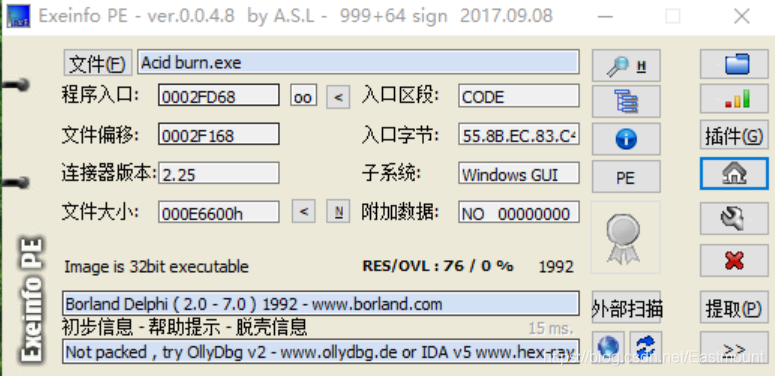 Exeinfo PE - ver.0.0.4.8 by A.S.L - 999+64 sign 2017.09.08
文件(F) Acid burn.exe H
程序入口: 0002FD68 oo < 入口区段: CODE
文件偏移: 0002F168 入口字节: 55.8B.EC.83.C4 插件(G)
连接器版本: 2.25 子系统: Windows GUI PE
文件大小: 000E6600h < N 附加数据: NO 00000000
Image is 32bit executable RES/OVL : 76 / 0 % 1992
Exeinfo PE
Borland Delphi ( 2.0 - 7.0 ) 1992 - www.borland.com 外部扫描 提取(P)
初步信息 - 帮助提示 - 脱壳信息 15 ms.
Not packed , try OllyDbg v2 - www.ollydbg.de or IDA v5 www.hex-ray >>
https://blog.csdn.net/Eastmount